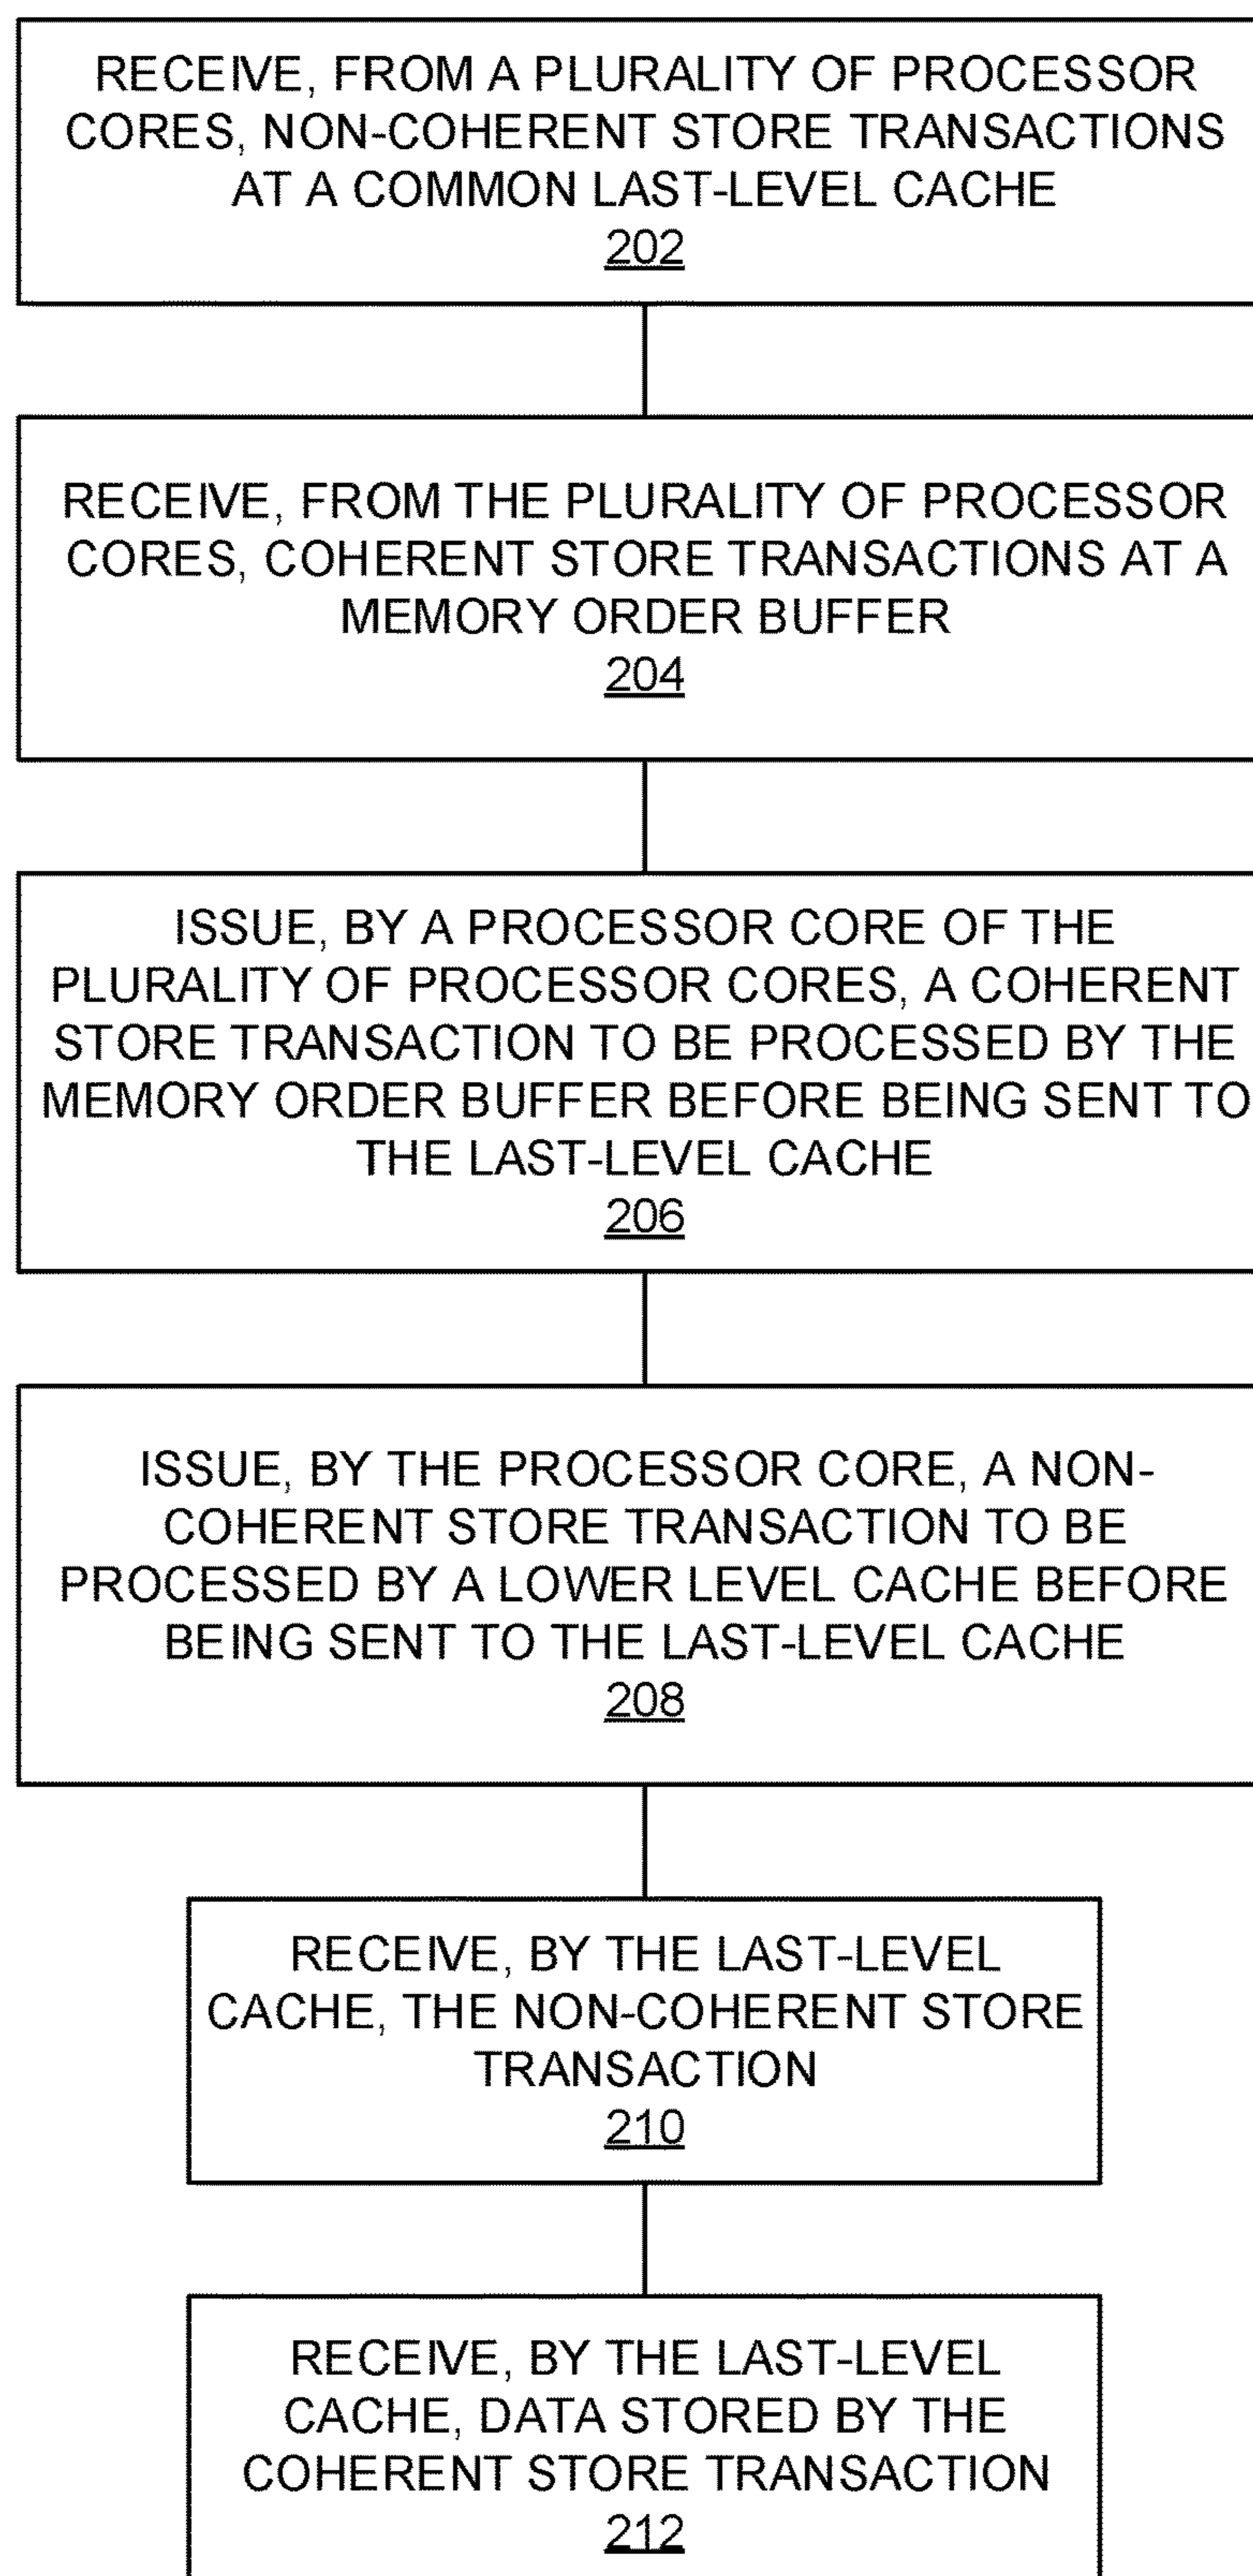 RECEIVE, FROM A PLURALITY OF PROCESSOR
CORES, NON-COHERENT STORE TRANSACTIONS
AT A COMMON LAST-LEVEL CACHE
202
RECEIVE, FROM THE PLURALITY OF PROCESSOR
CORES, COHERENT STORE TRANSACTIONS AT A
MEMORY ORDER BUFFER
204
ISSUE, BY A PROCESSOR CORE OF THE
PLURALITY OF PROCESSOR CORES, A COHERENT
STORE TRANSACTION TO BE PROCESSED BY THE
MEMORY ORDER BUFFER BEFORE BEING SENT TO
THE LAST-LEVEL CACHE
206
ISSUE, BY THE PROCESSOR CORE, A NON-
COHERENT STORE TRANSACTION TO BE
PROCESSED BY A LOWER LEVEL CACHE BEFORE
BEING SENT TO THE LAST-LEVEL CACHE
208
RECEIVE, BY THE LAST-LEVEL
CACHE, THE NON-COHERENT STORE
TRANSACTION
210
RECEIVE, BY THE LAST-LEVEL
CACHE, DATA STORED BY THE
COHERENT STORE TRANSACTION
212